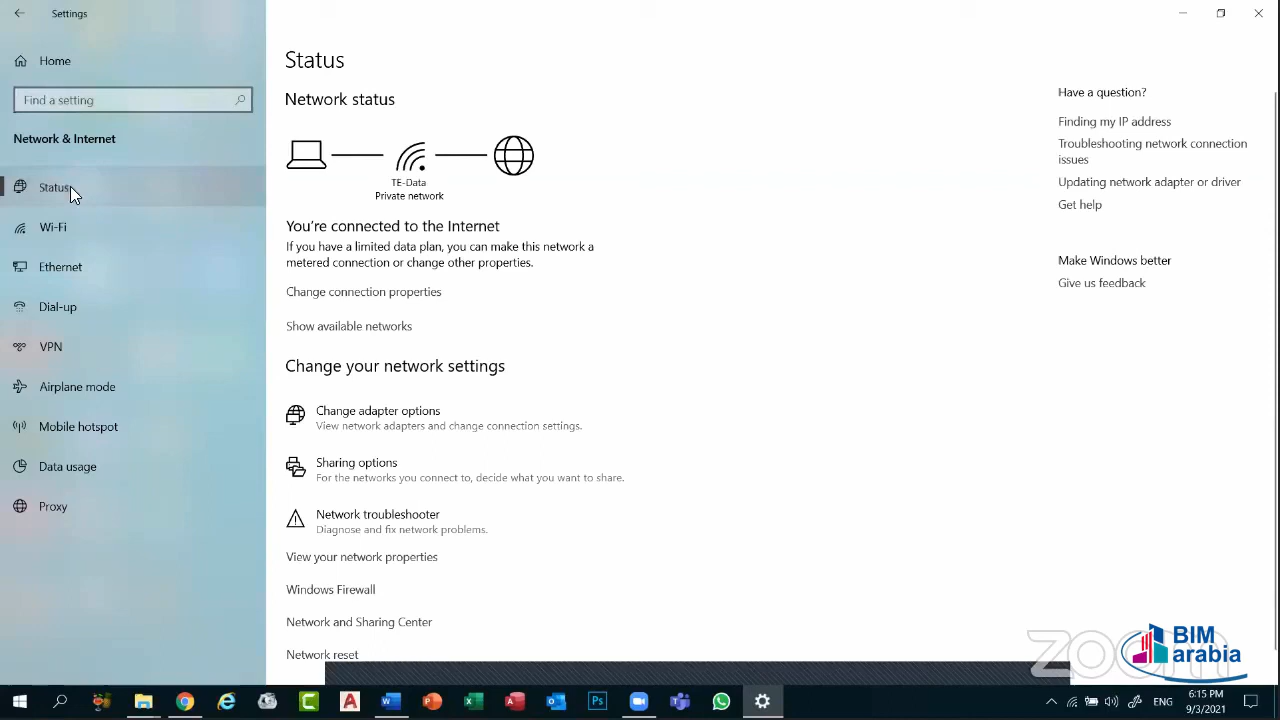 Settings
Home
Find a setting
Network & Internet
Status
Wi-Fi
Ethernet
Dial-up
VPN
Airplane mode
Mobile hotspot
Data usage
Proxy
Status
Network status
TE-Data
Private network
You're connected to the Internet
If you have a limited data plan, you can make this network a
metered connection or change other properties.
Change connection properties
Show available networks
Change your network settings
Change adapter options
View network adapters and change connection settings.
Sharing options
For the networks you connect to, decide what you want to share.
Network troubleshooter
Diagnose and fix network problems.
View your network properties
Windows Firewall
Network and Sharing Center
Network reset
Have a question?
Finding my IP address
Troubleshooting network connection
issues
Updating network adapter or driver
Get help
Make Windows better
Give us feedback
zoom
BIM
arabia
ENG
6:15 PM
9/3/2021